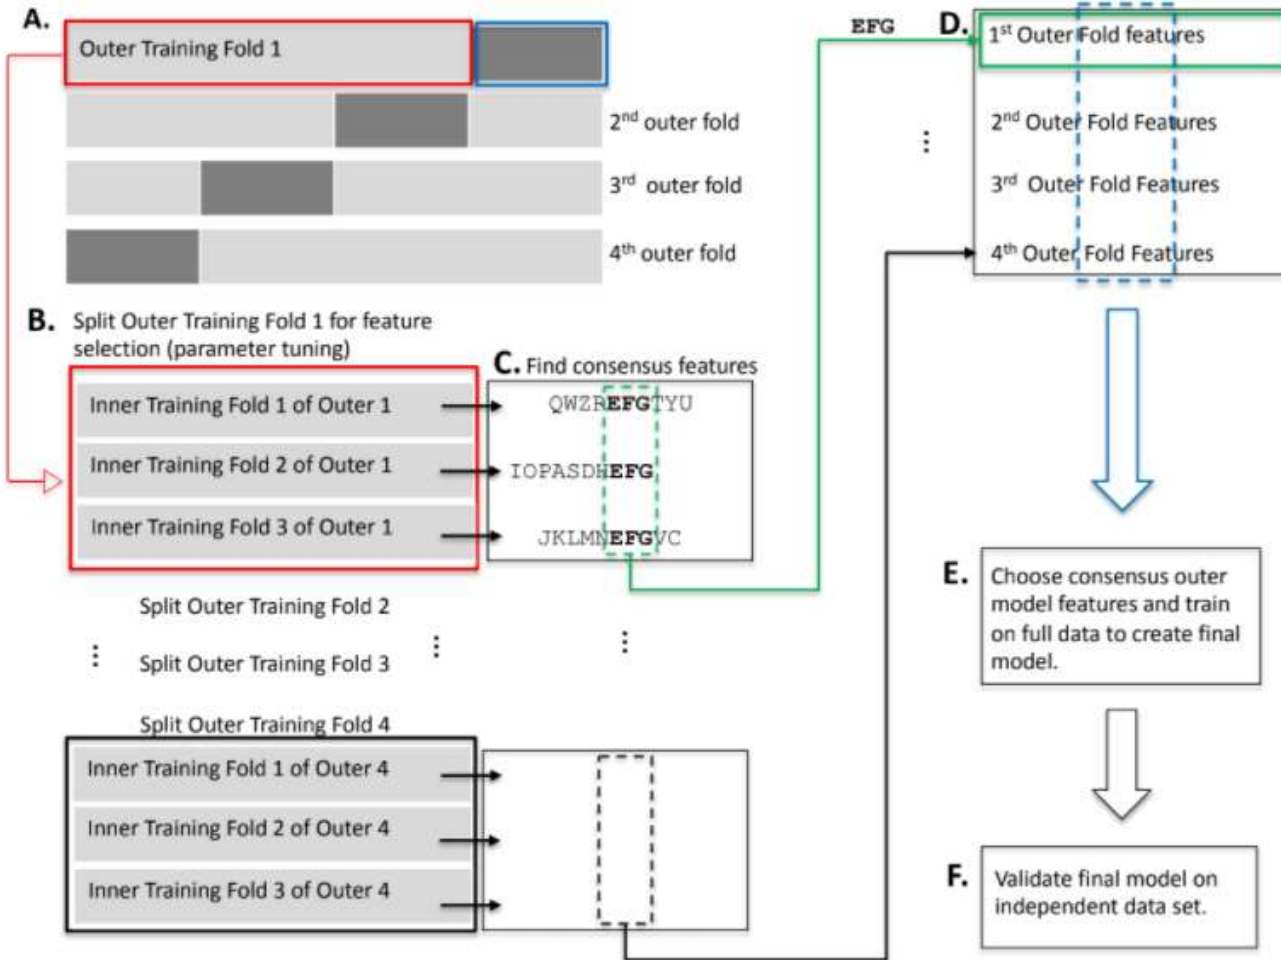 A.
Outer Training Fold 1
2nd outer fold
3rd outer fold
4th outer fold
B. Split Outer Training Fold 1 for feature
selection (parameter tuning)
Inner Training Fold 1 of Outer 1
Inner Training Fold 2 of Outer 1
Inner Training Fold 3 of Outer 1
C. Find consensus features
QWZREFGTYU
IOPASDHEFG
JKLMNEFGVC
Split Outer Training Fold 2
Split Outer Training Fold 3
Split Outer Training Fold 4
Inner Training Fold 1 of Outer 4
Inner Training Fold 2 of Outer 4
Inner Training Fold 3 of Outer 4
EFG
D.
1st Outer Fold features
2nd Outer Fold Features
3rd Outer Fold Features
4th Outer Fold Features
E. Choose consensus outer
model features and train
on full data to create final
model.
F. Validate final model on
independent data set.